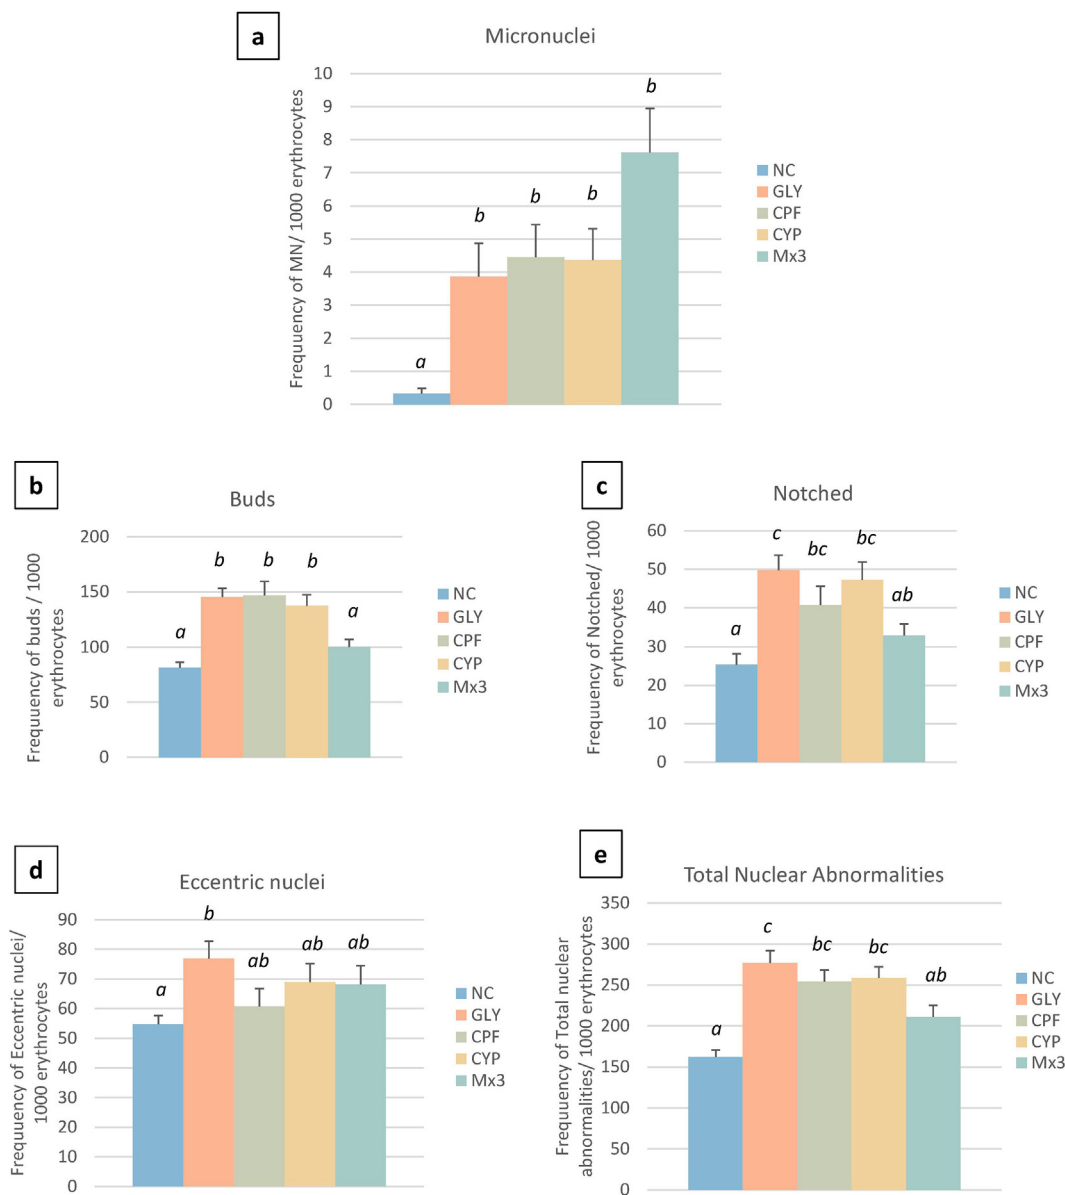 a
Micronuclei
Frequuency of MN/ 1000 erythrocytes
10
9
8
7
6
5
4
3
2
1
0
a
b
b
b
b
NC
GLY
CPF
CYP
Mx3
b
Buds
Frequuency of buds / 1000
erythrocytes
200
150
100
50
0
a
b
b
b
a
NC
GLY
CPF
CYP
Mx3
c
Notched
Frequuency of Notched/ 1000
erythrocytes
60
50
40
30
20
10
0
a
c
bc
bc
ab
NC
GLY
CPF
CYP
Mx3
d
Eccentric nuclei
Frequuency of Eccentric nuclei/
1000 erythrocytes
90
80
70
60
50
40
30
20
10
0
a
b
ab
ab
ab
NC
GLY
CPF
CYP
Mx3
e
Total Nuclear Abnormalities
Frequuency of Total nuclear
abnormalities/ 1000 erythrocytes
350
300
250
200
150
100
50
0
a
c
bc
bc
ab
NC
GLY
CPF
CYP
Mx3